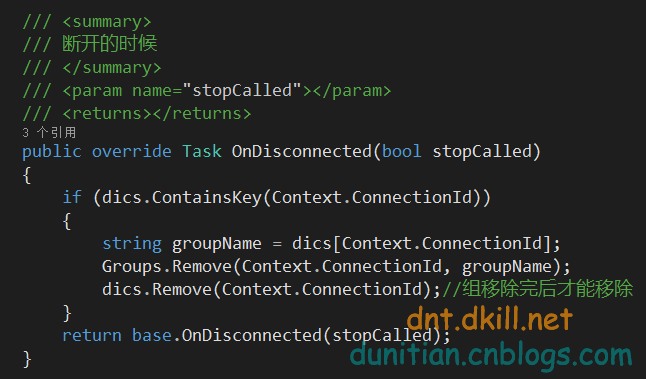 /// <summary>
/// 断开的时候
/// </summary>
/// <param name="stopCalled"></param>
/// <returns></returns>
3 个引用
public override Task OnDisconnected(bool stopCalled)
{
    if (dics.ContainsKey(Context.ConnectionId))
    {
        string groupName = dics[Context.ConnectionId];
        Groups.Remove(Context.ConnectionId, groupName);
        dics.Remove(Context.ConnectionId);//组移除完后才能移除
    }
dnt.dkill.net
    return base.OnDisconnected(stopCalled);
dunitian.cnblogs.com
}